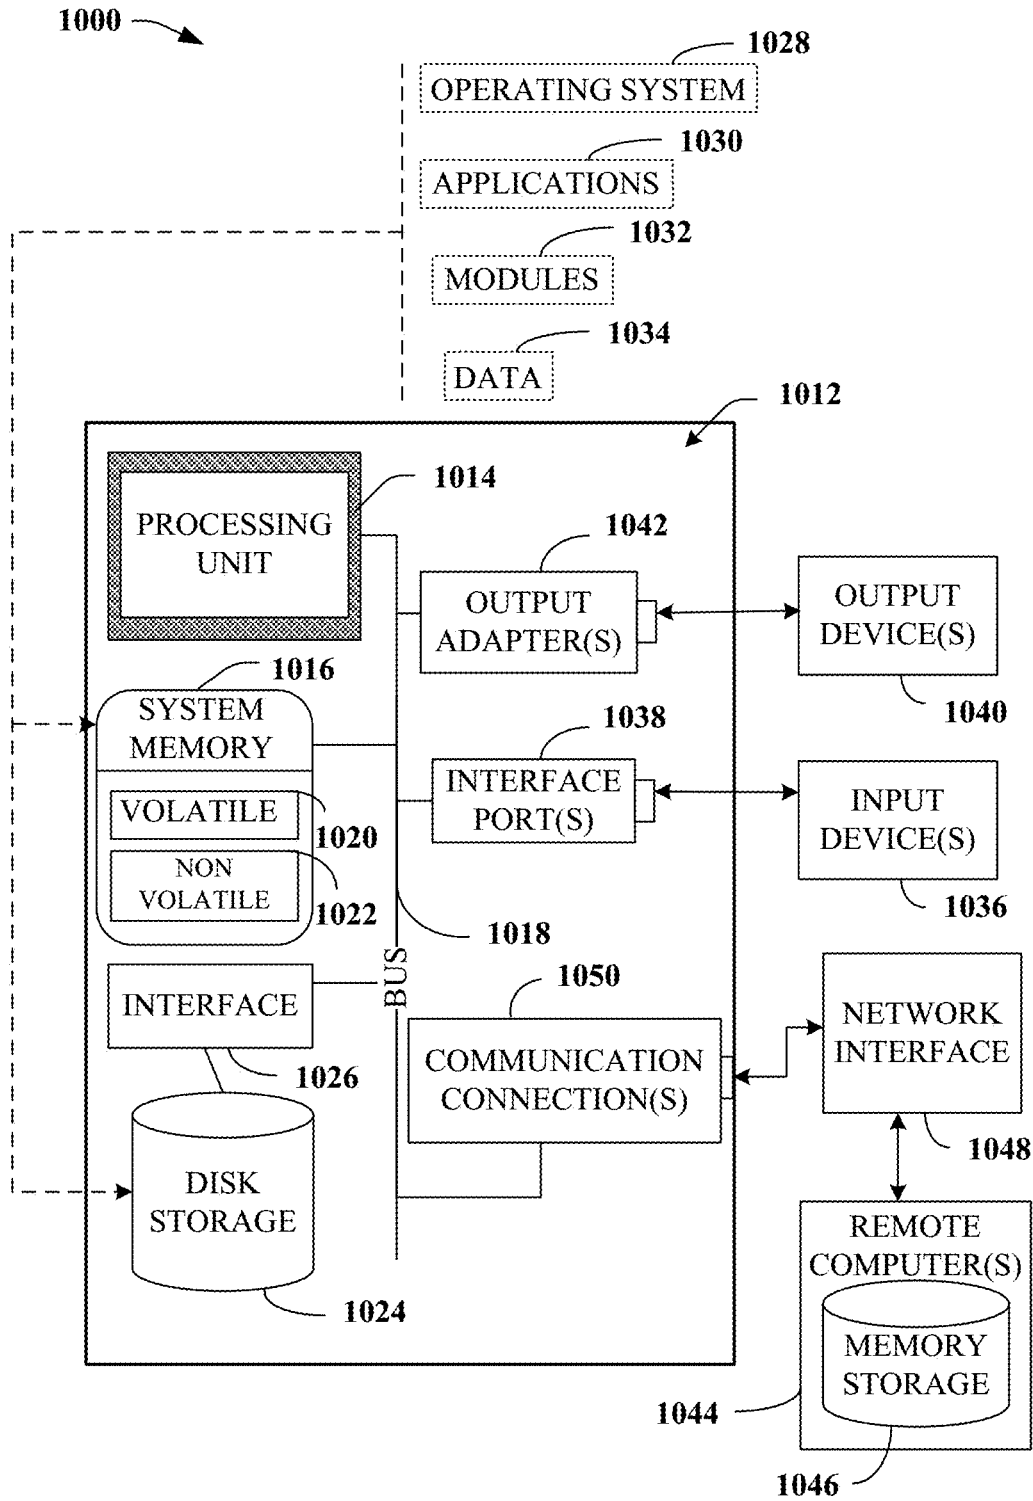 1000
1028
OPERATING SYSTEM
1030
APPLICATIONS
1032
MODULES
1034
DATA
1012
1014
PROCESSING
UNIT
1042
OUTPUT
ADAPTER(S)
OUTPUT
DEVICE(S)
1040
1016
SYSTEM
MEMORY
VOLATILE
1020
NON
VOLATILE
1022
1038
INTERFACE
PORT(S)
INPUT
DEVICE(S)
1036
1018
BUS
INTERFACE
1026
1050
COMMUNICATION
CONNECTION(S)
NETWORK
INTERFACE
1048
DISK
STORAGE
1024
REMOTE
COMPUTER(S)
MEMORY
STORAGE
1044
1046